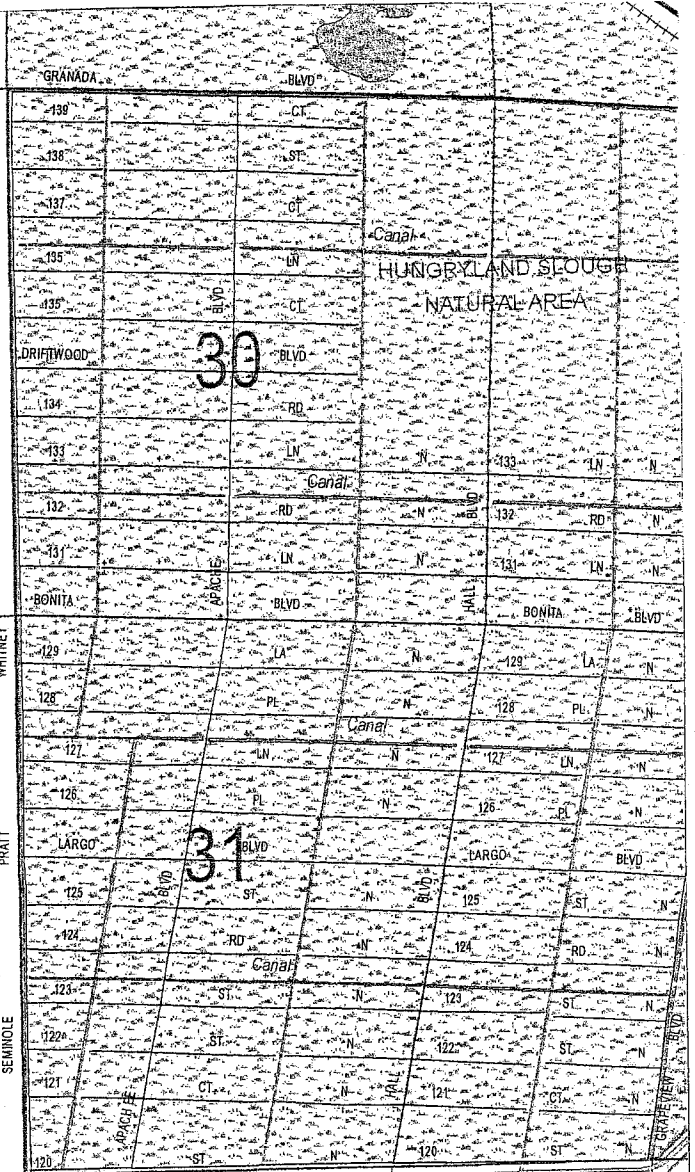 GRANADA BLVD
139 CT
138 ST
137 CT
Canal
135 LN
HUNGRYLAND SLOUGH
NATURAL AREA
135 BLVD CT
DRIFTWOOD 30 BLVD
134 RD
133 LN N 133 LN N
Canal
132 RD N BLVD 132 RD N
131 LN N 131 LN N
APACHE HALL
BONITA BLVD BONITA BLVD
WHITNEY
129 LA N 129 LA N
128 PL N 128 PL N
Canal
127 LN N 127 LN N
126 PL N 126 PL N
PRATT
LARGO 31 BLVD LARGO BLVD
BLVD BLVD
125 ST N 125 ST N
124 RD N 124 RD N
Canal
123 ST N 123 ST N
SEMINOLE
122 ST N 122 ST N
GRAPEVIEW BLVD
121 CT N HALL 121 CT N
APACHEE
120 ST N 120 ST N